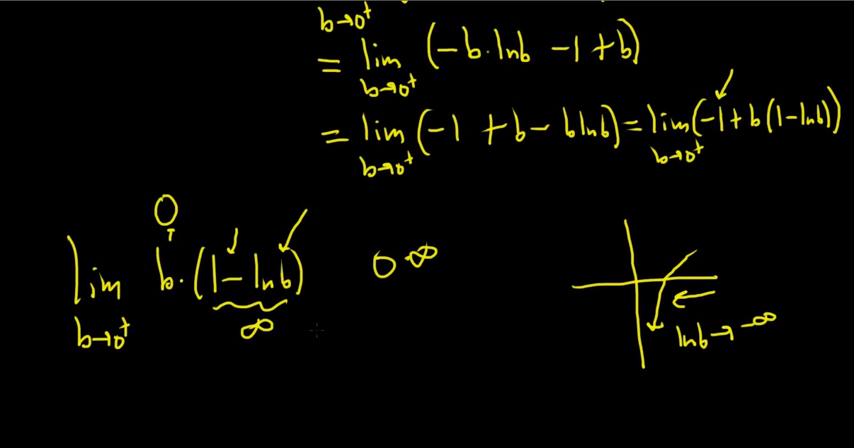 b→0⁺
= lim (-b·lnb -1 + b)
b→0⁺
= lim (-1 + b - blnb) = lim (-1 + b (1-lnb))
b→0⁺ b→0⁺
0
lim b·(1 - lnb) 0·∞
b→0⁺ ∞
lnb → -∞